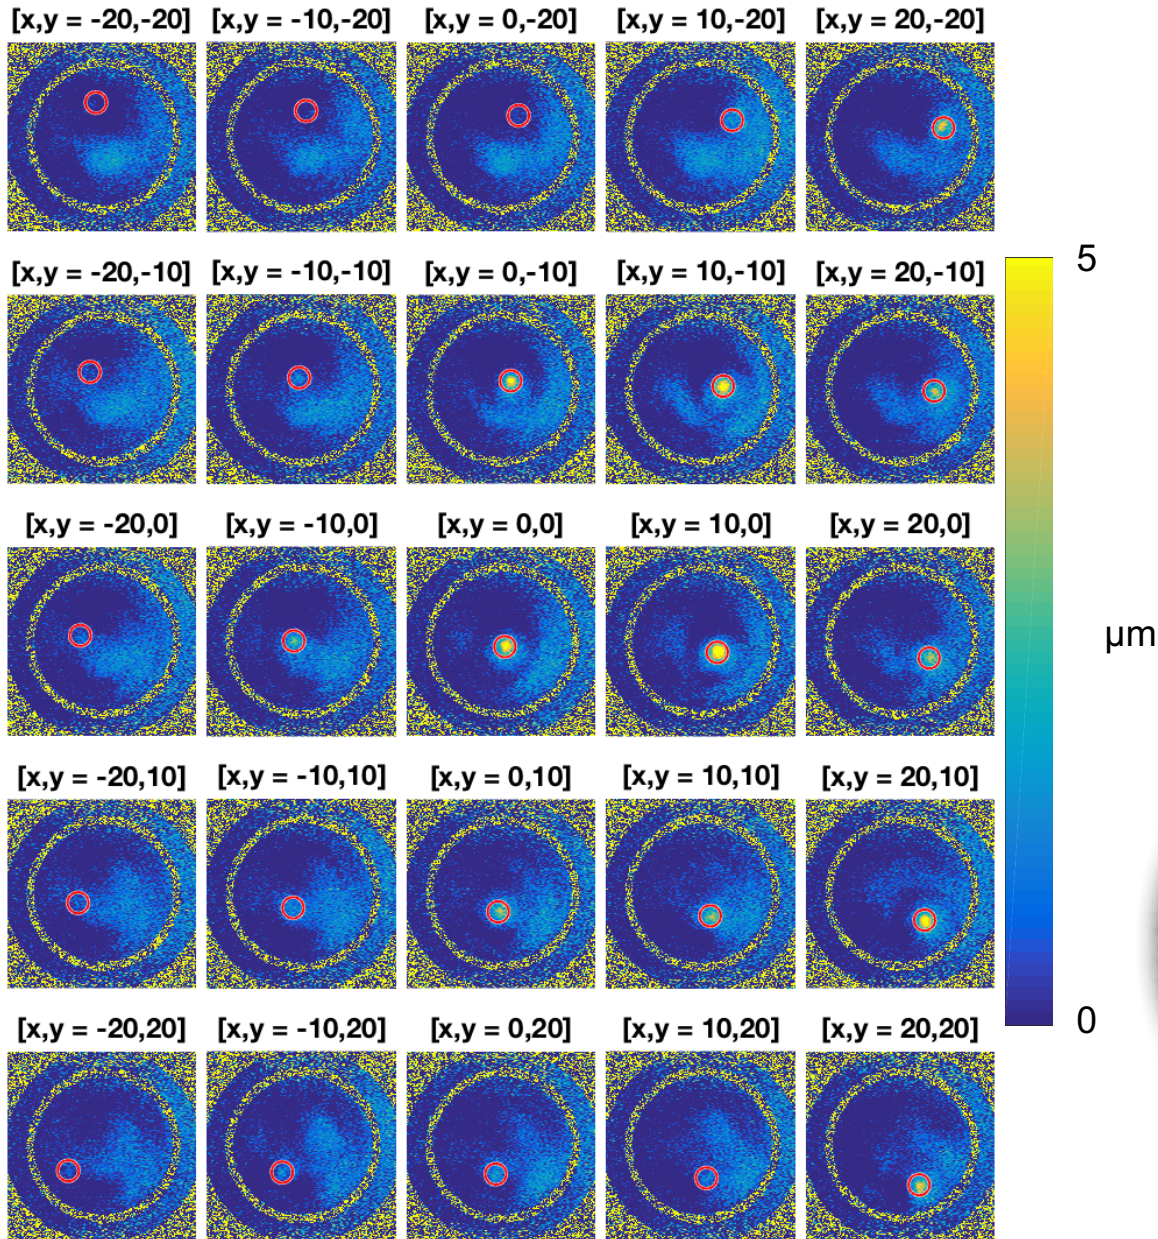 [x,y = -20,-20] [x,y = -10,-20] [x,y = 0,-20] [x,y = 10,-20] [x,y = 20,-20]
[x,y = -20,-10] [x,y = -10,-10] [x,y = 0,-10] [x,y = 10,-10] [x,y = 20,-10]
5
[x,y = -20,0] [x,y = -10,0] [x,y = 0,0] [x,y = 10,0] [x,y = 20,0]
µm
[x,y = -20,10] [x,y = -10,10] [x,y = 0,10] [x,y = 10,10] [x,y = 20,10]
0
[x,y = -20,20] [x,y = -10,20] [x,y = 0,20] [x,y = 10,20] [x,y = 20,20]